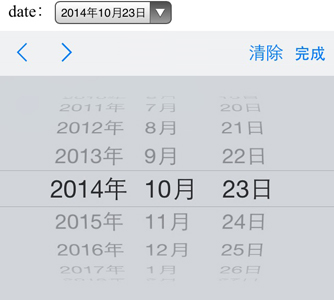 date： 2014年10月23日
清除 完成
2011年 7月 20日
2012年 8月 21日
2013年 9月 22日
2014年 10月 23日
2015年 11月 24日
2016年 12月 25日
2017年 1月 26日